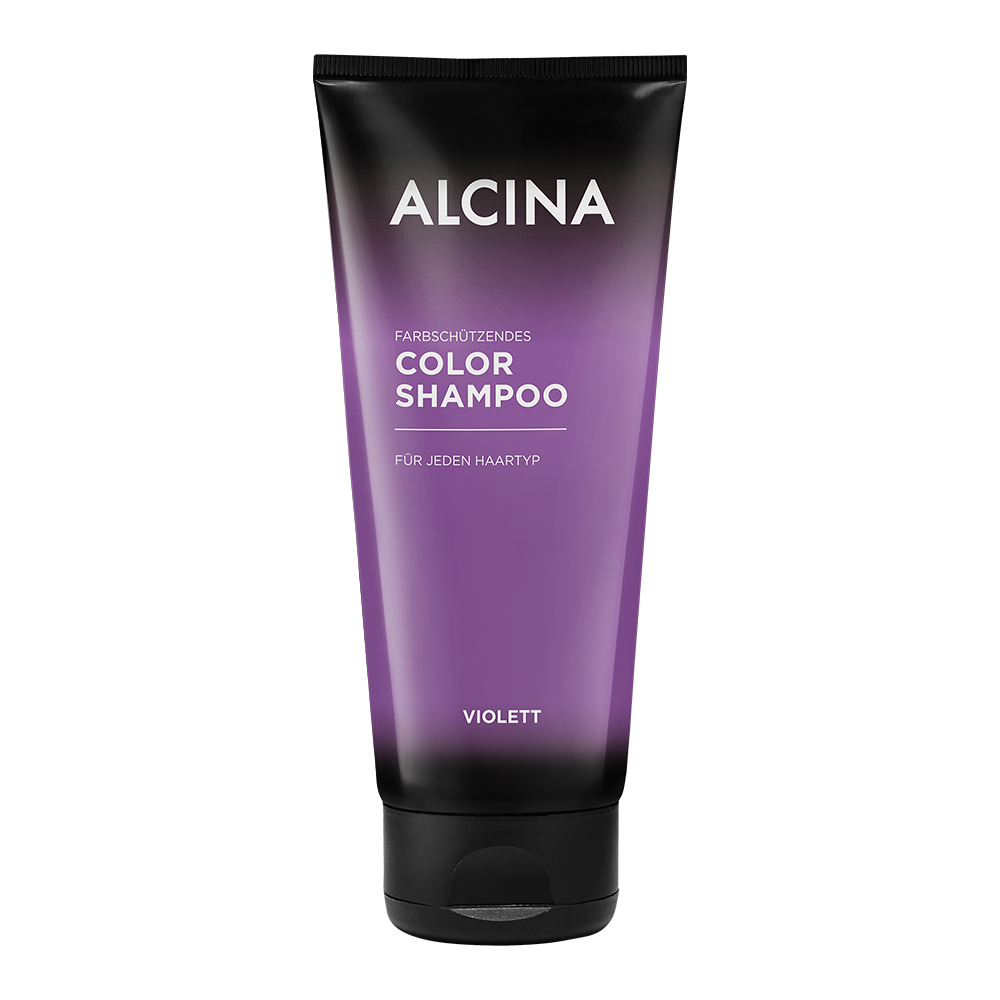 ALCINA
FARBSCHÜTZENDES
COLOR
SHAMPOO
FÜR JEDEN HAARTYP
VIOLETT